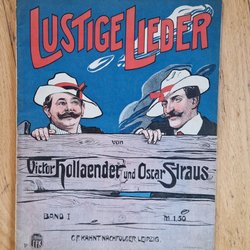 LUSTIGE LIEDER
VON
Victor Hollaender und Oscar Straus
BAND I M. 1.50
C.F. KAHNT NACHFOLGER, LEIPZIG.